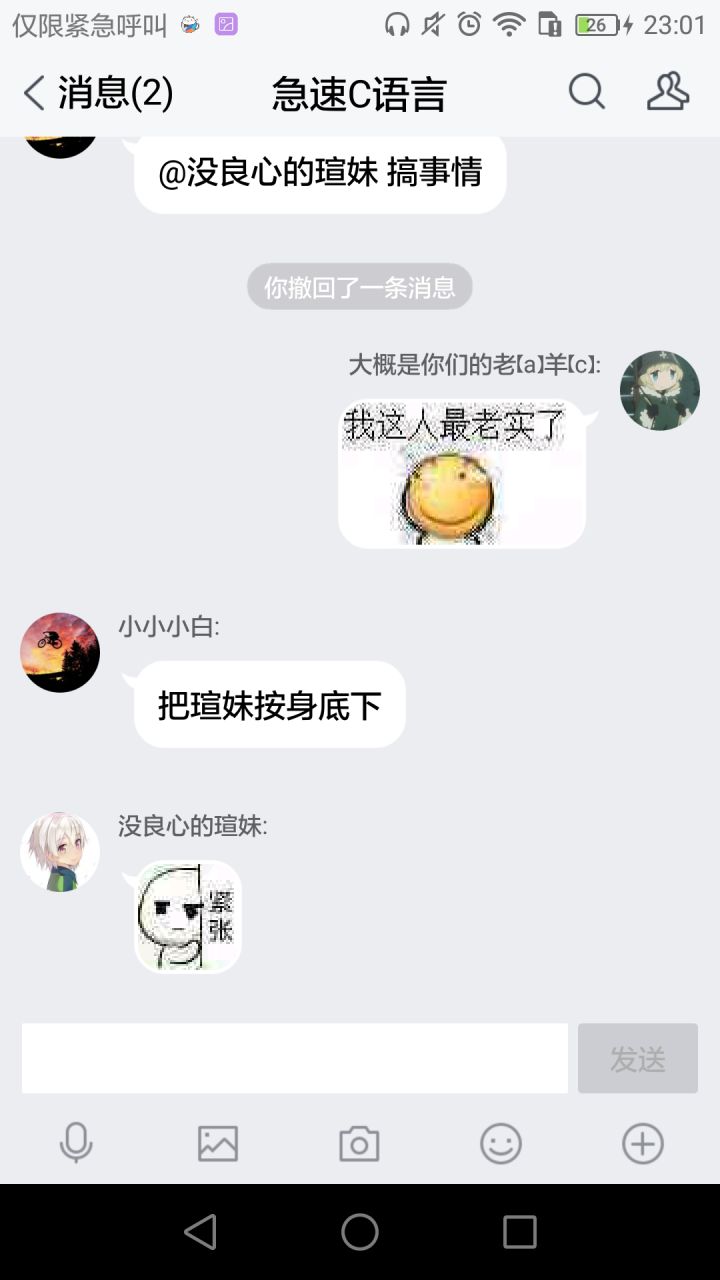 仅限紧急呼叫 26 23:01
消息(2) 急速C语言
@没良心的瑄妹 搞事情
你撤回了一条消息
大概是你们的老【a】羊【c】:
我这人最老实了
小小小白:
把瑄妹按身底下
没良心的瑄妹:
紧
张
发送